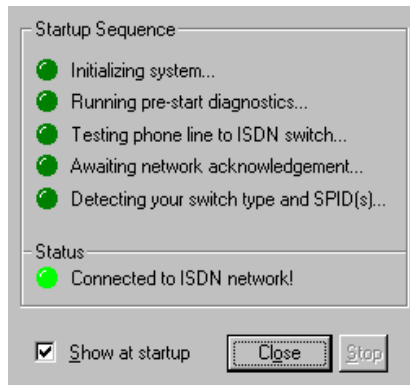 Startup Sequence
Initializing system...
Running pre-start diagnostics...
Testing phone line to ISDN switch...
Awaiting network acknowledgement...
Detecting your switch type and SPID(s)...
Status
Connected to ISDN network!
Show at startup Close Stop